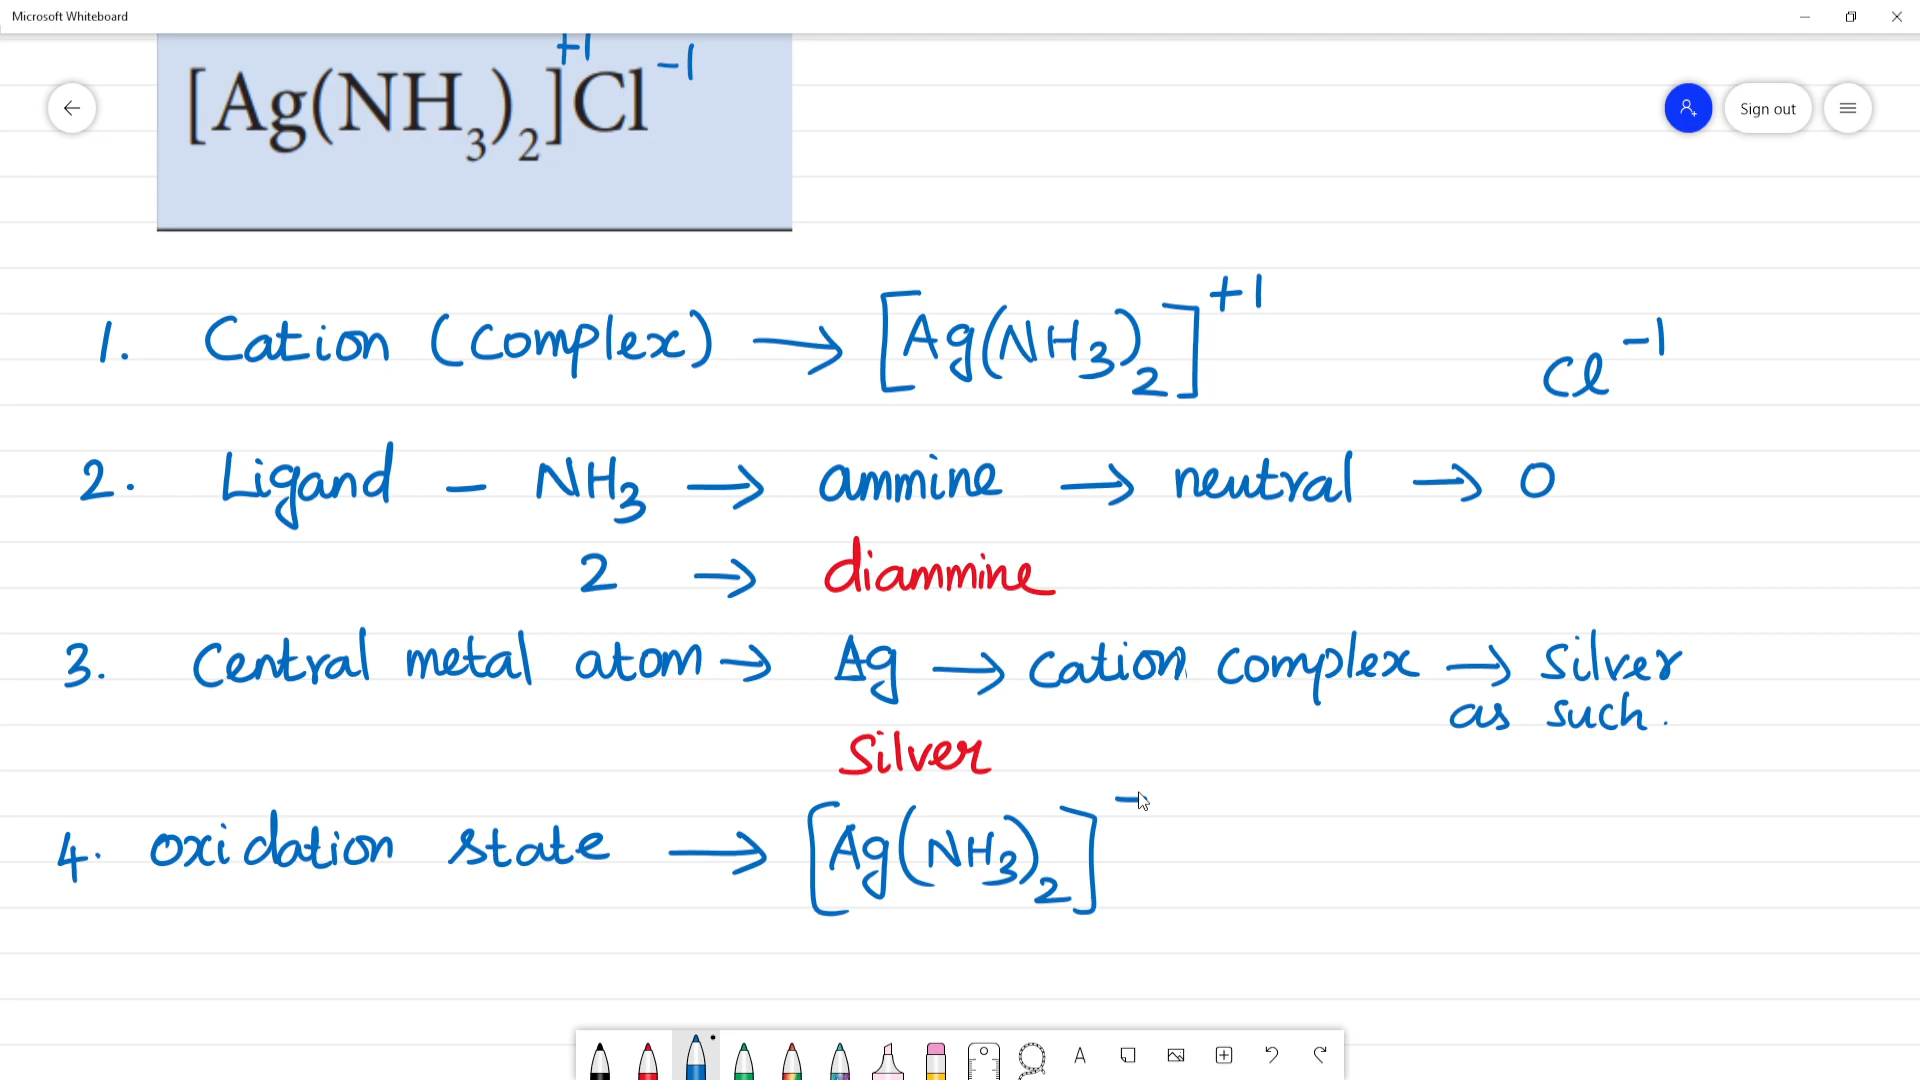 Microsoft Whiteboard
+1 -1
[Ag(NH3)2]Cl
Sign out
1. Cation (complex) → [Ag(NH3)2]+1 Cl-1
2. Ligand - NH3 → ammine → neutral → 0
2 → diammine
3. Central metal atom → Ag → cation complex → silver
as such.
silver
4. oxidation state → [Ag(NH3)2]-
A